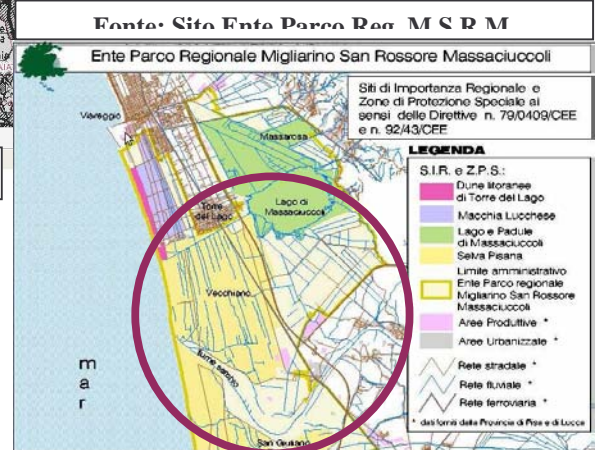 Fonte: Sito Ente Parco Reg. M.S.R.M.
Ente Parco Regionale Migliarino San Rossore Massaciuccoli
Siti di Importanza Regionale e
Zone di Protezione Speciale ai
sensi delle Direttive n. 79/0409/CEE
e n. 92/43/CEE
LEGENDA
S.I.R. e Z.P.S.:
Dune litoranee
di Torre del Lago
Macchia Lucchese
Lago e Padule
di Massaciuccoli
Selva Pisana
Limite amministrativo
Ente Parco regionale
Migliarino San Rossore
Massaciuccoli
Aree Produttive *
Aree Urbanizzate *
Rete stradale *
Rete fluviale *
Rete ferroviaria *
* dati forniti dalla Provincia di Pisa e di Lucca
Viareggio
Massarosa
Torre
del Lago
Lago di
Massaciuccoli
Vecchiano
fiume serchio
mar
San Giuliano